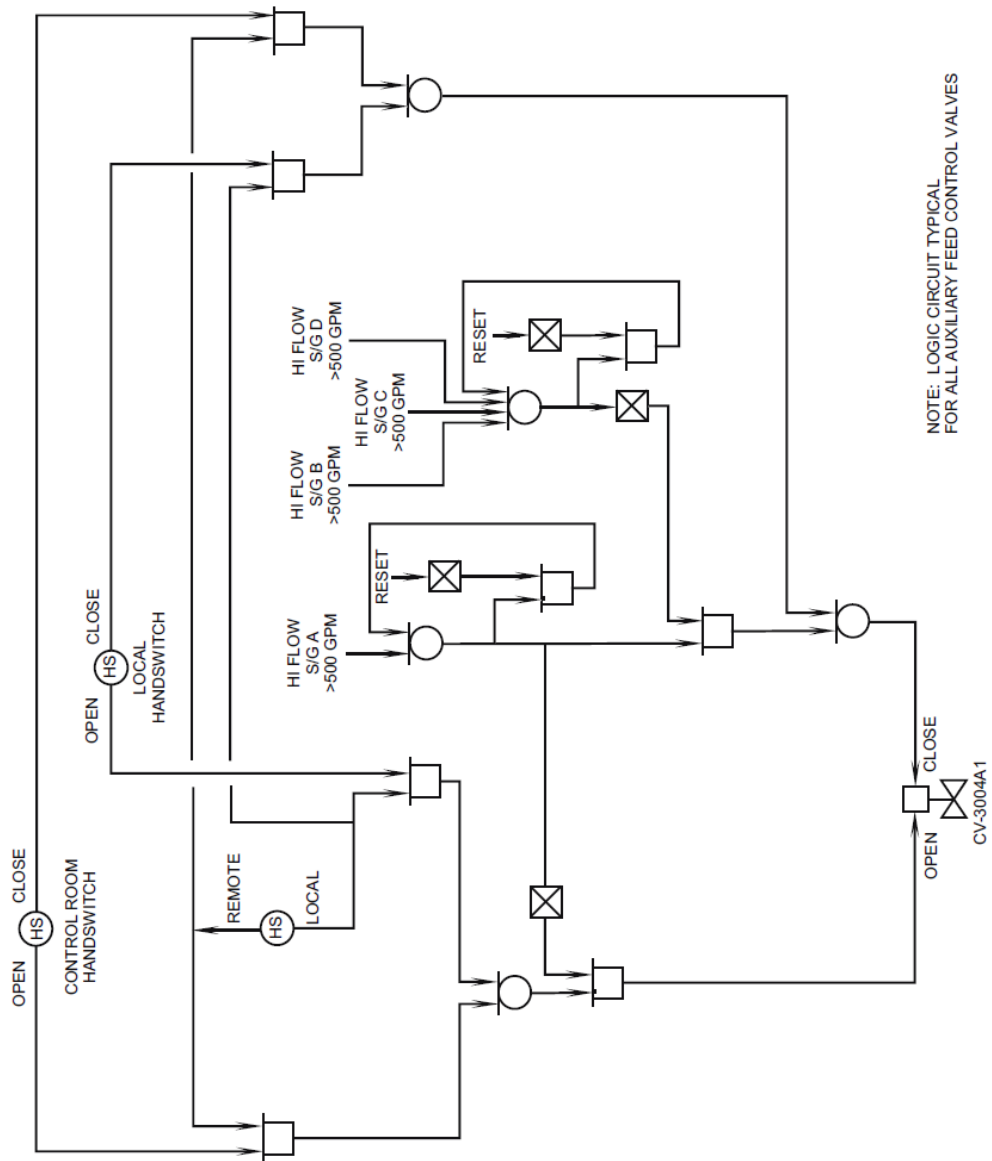 OPEN
CLOSE
HS
CONTROL ROOM
HANDSWITCH
OPEN
CLOSE
HS
LOCAL
HANDSWITCH
REMOTE
HS
LOCAL
HI FLOW
S/G A
>500 GPM
RESET
HI FLOW
S/G B
>500 GPM
HI FLOW
S/G C
>500 GPM
HI FLOW
S/G D
>500 GPM
RESET
OPEN
CLOSE
CV-3004A1
NOTE: LOGIC CIRCUIT TYPICAL
FOR ALL AUXILIARY FEED CONTROL VALVES